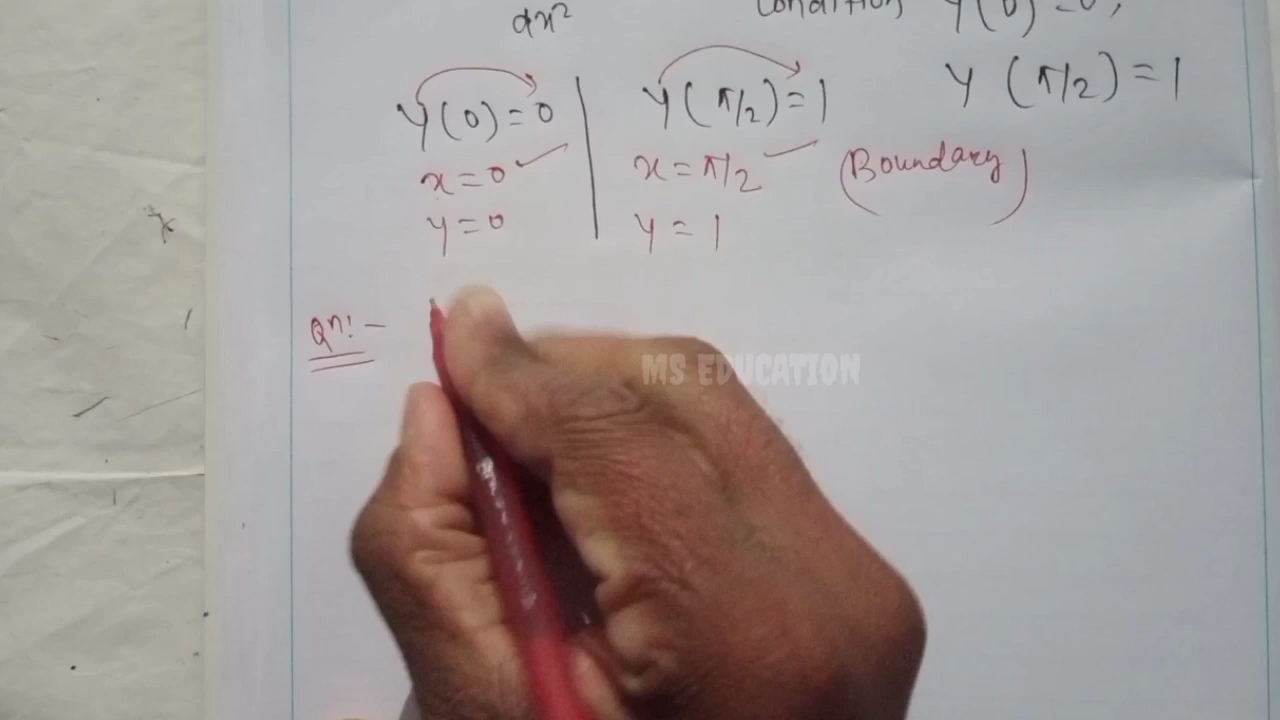 dx² condition y(0)=0,
y(0)=0 y(π/2)=1 y(π/2)=1
x=0 x=π/2 (Boundary)
y=0 y=1
Qn:-
MS EDUCATION